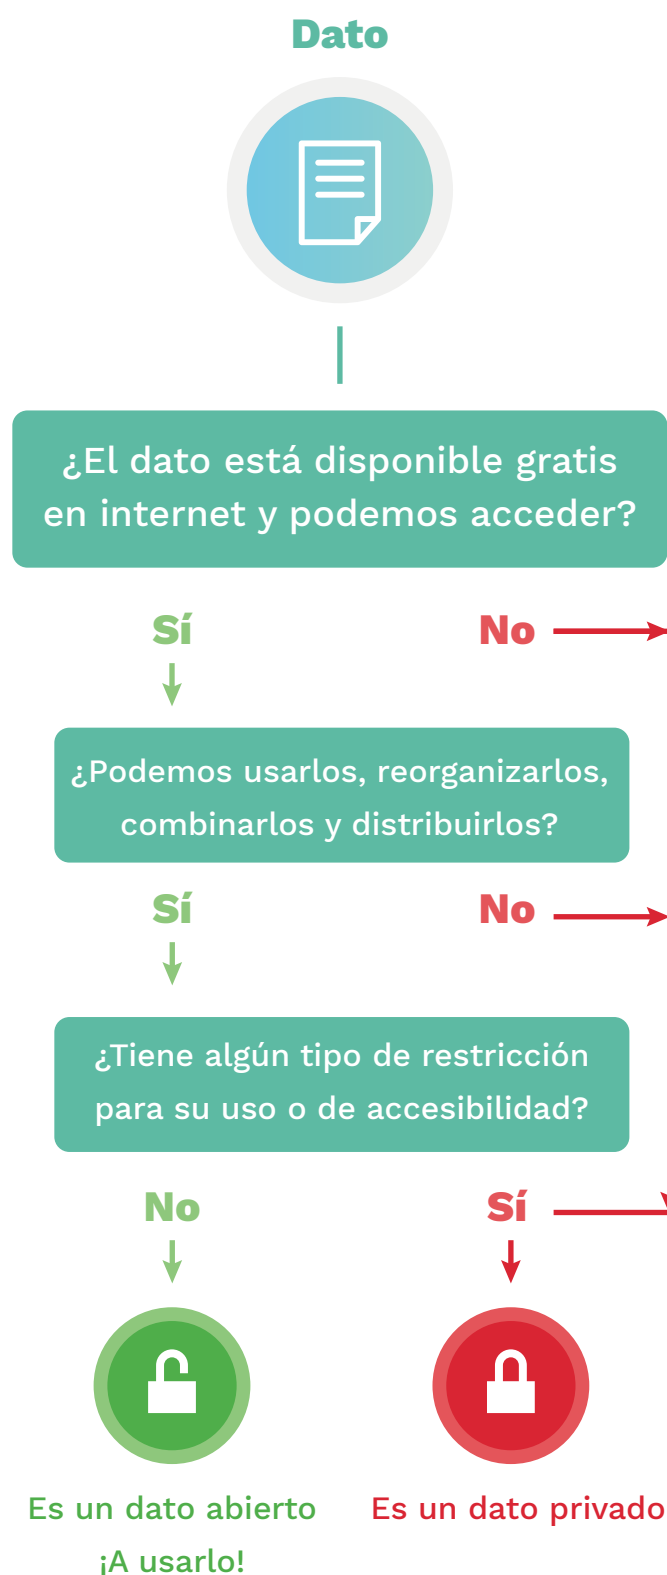 Dato
¿El dato está disponible gratis
en internet y podemos acceder?
Sí
No
¿Podemos usarlos, reorganizarlos,
combinarlos y distribuirlos?
Sí
No
¿Tiene algún tipo de restricción
para su uso o de accesibilidad?
No
Sí
Es un dato abierto
¡A usarlo!
Es un dato privado